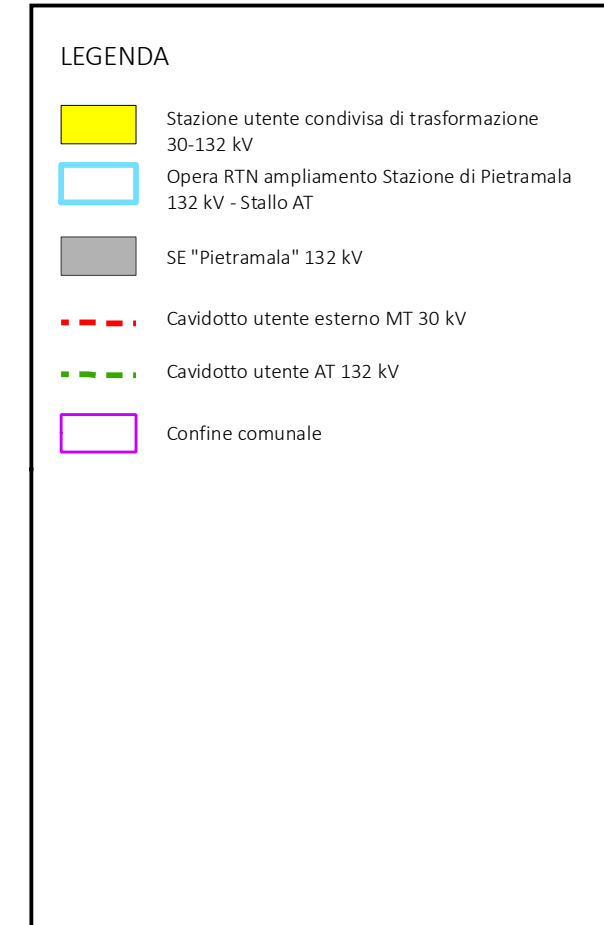 LEGENDA
Stazione utente condivisa di trasformazione
30-132 kV
Opera RTN ampliamento Stazione di Pietramala
132 kV - Stallo AT
SE "Pietramala" 132 kV
Cavidotto utente esterno MT 30 kV
Cavidotto utente AT 132 kV
Confine comunale